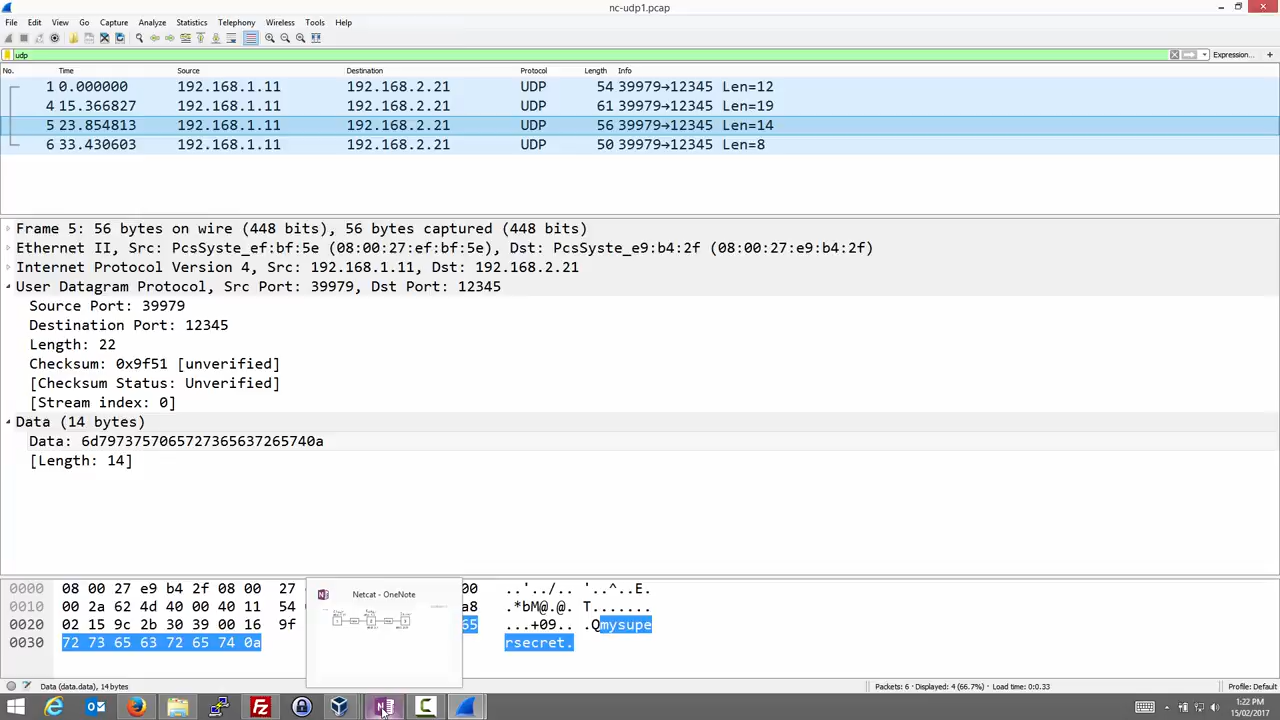 nc-udp1.pcap
File Edit View Go Capture Analyze Statistics Telephony Wireless Tools Help
udp Expression... +
No. Time Source Destination Protocol Length Info
1 0.000000 192.168.1.11 192.168.2.21 UDP 54 39979→12345 Len=12
4 15.366827 192.168.1.11 192.168.2.21 UDP 61 39979→12345 Len=19
5 23.854813 192.168.1.11 192.168.2.21 UDP 56 39979→12345 Len=14
6 33.430603 192.168.1.11 192.168.2.21 UDP 50 39979→12345 Len=8
Frame 5: 56 bytes on wire (448 bits), 56 bytes captured (448 bits)
Ethernet II, Src: PcsSyste_ef:bf:5e (08:00:27:ef:bf:5e), Dst: PcsSyste_e9:b4:2f (08:00:27:e9:b4:2f)
Internet Protocol Version 4, Src: 192.168.1.11, Dst: 192.168.2.21
User Datagram Protocol, Src Port: 39979, Dst Port: 12345
Source Port: 39979
Destination Port: 12345
Length: 22
Checksum: 0x9f51 [unverified]
[Checksum Status: Unverified]
[Stream index: 0]
Data (14 bytes)
Data: 6d79737570657273656372657​40a
[Length: 14]
0000 08 00 27 e9 b4 2f 08 00 27 00 ..'../.. '..^..E.
0010 00 2a 62 4d 40 00 40 11 54 a8 .*bM@.@. T.......
0020 02 15 9c 2b 30 39 00 16 9f 65 ...+09.. .Qmysupe
0030 72 73 65 63 72 65 74 0a rsecret.
Netcat - OneNote
Data (data.data), 14 bytes Packets: 6 · Displayed: 4 (66.7%) · Load time: 0:0.33 Profile: Default
1:22 PM
15/02/2017